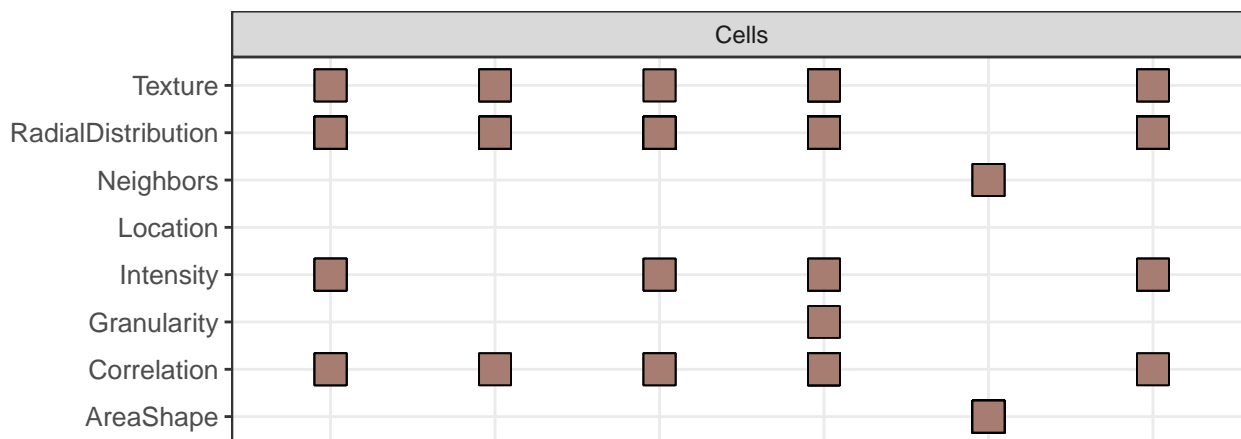 Cells
Texture
RadialDistribution
Neighbors
Location
Intensity
Granularity
Correlation
AreaShape